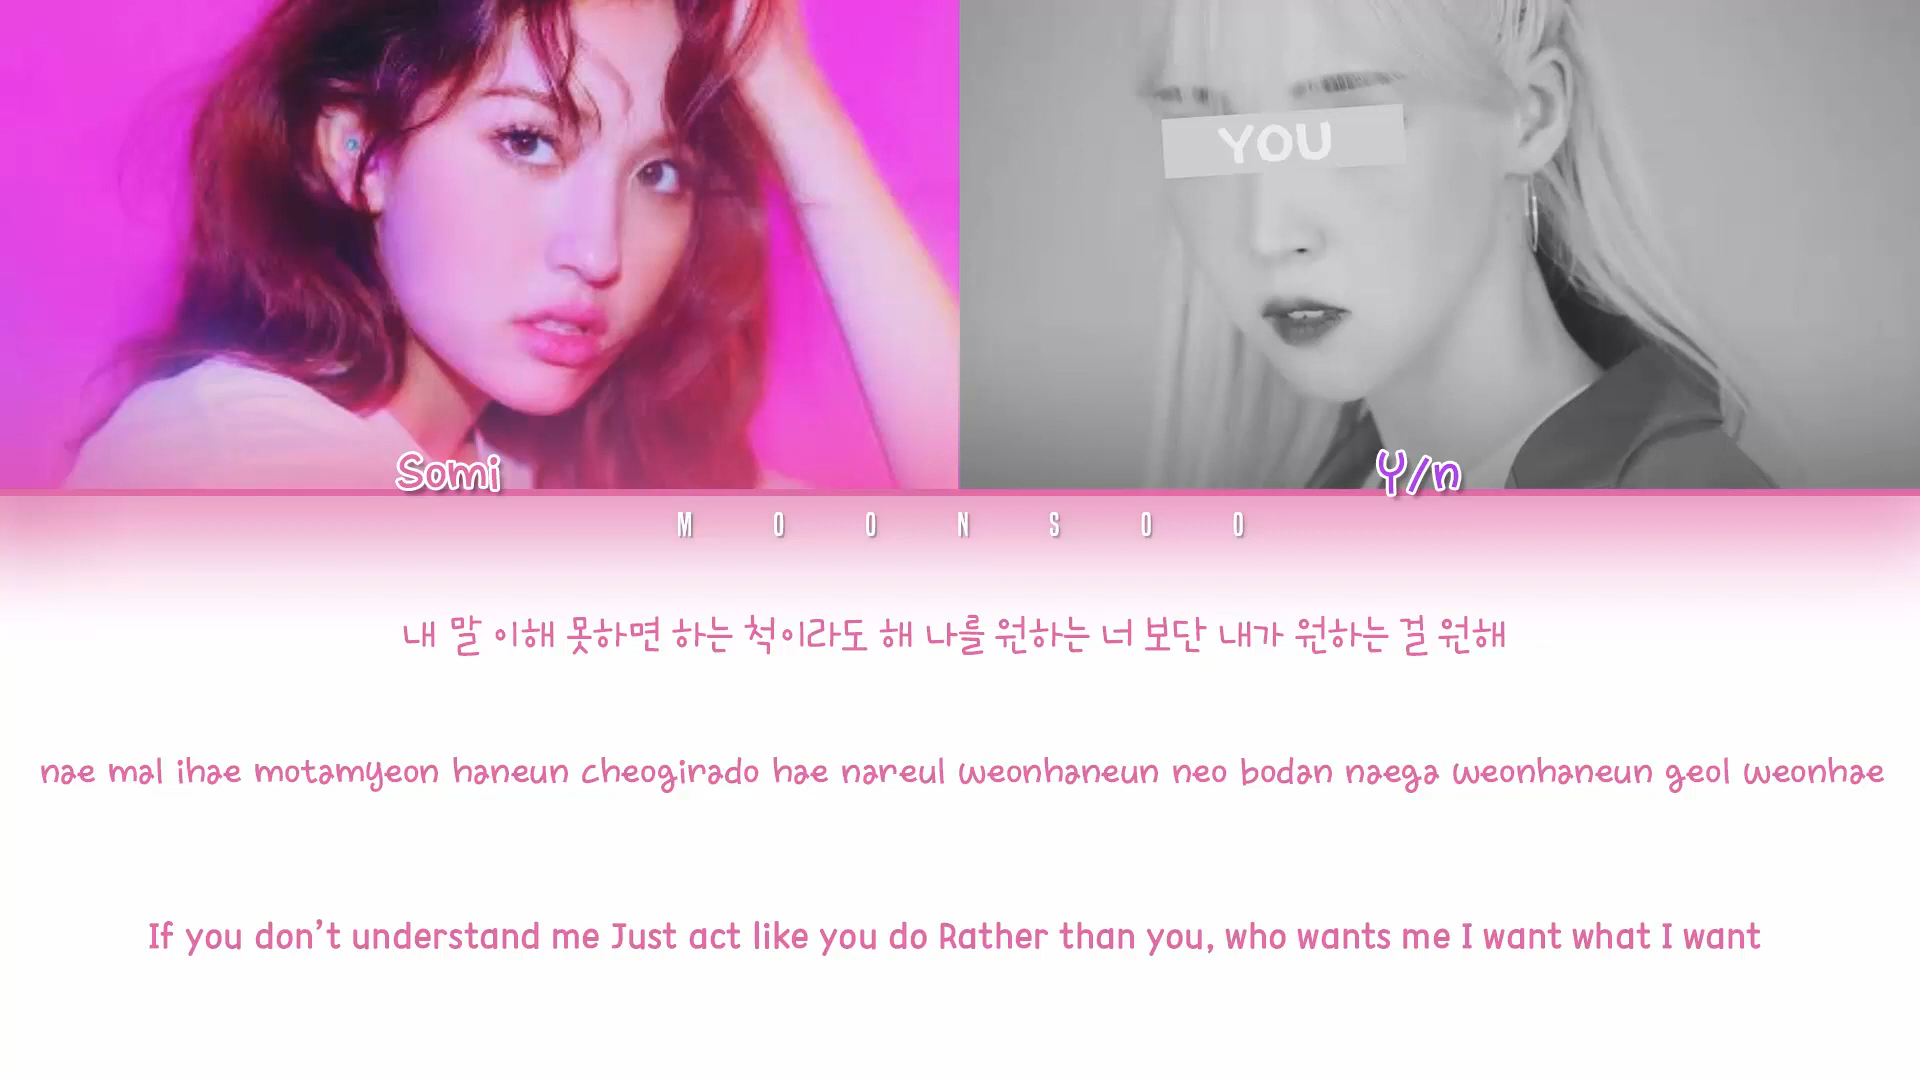 YOU
Somi
Y/n
M O O N S O O
내 말 이해 못하면 하는 척이라도 해 나를 원하는 너 보단 내가 원하는 걸 원해
nae mal ihae motamyeon haneun cheogirado hae nareul weonhaneun neo bodan naega weonhaneun geol weonhae
If you don't understand me Just act like you do Rather than you, who wants me I want what I want